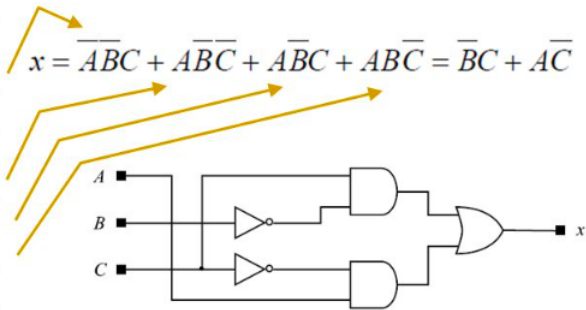 x = A̅B̅C + AB̅C̅ + AB̅C + ABC̅ = B̅C + AC̅
A
B
x
C